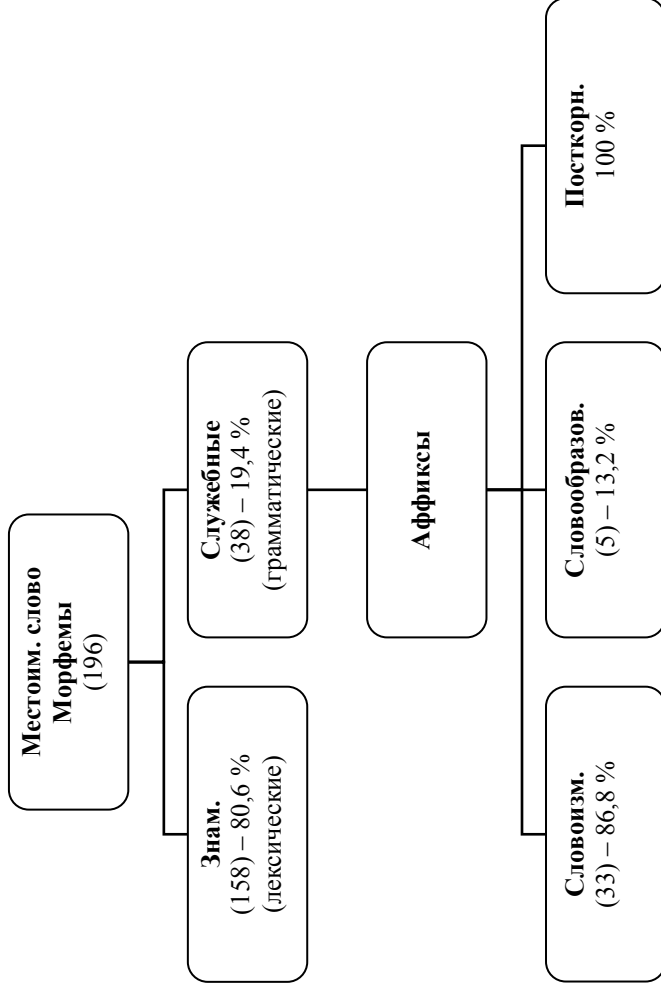 Местоим. слово
Морфемы
(196)
Знам.
(158) – 80,6 %
(лексические)
Служебные
(38) – 19,4 %
(грамматические)
Аффиксы
Словоизм.
(33) – 86,8 %
Словообразов.
(5) – 13,2 %
Посткорн.
100 %